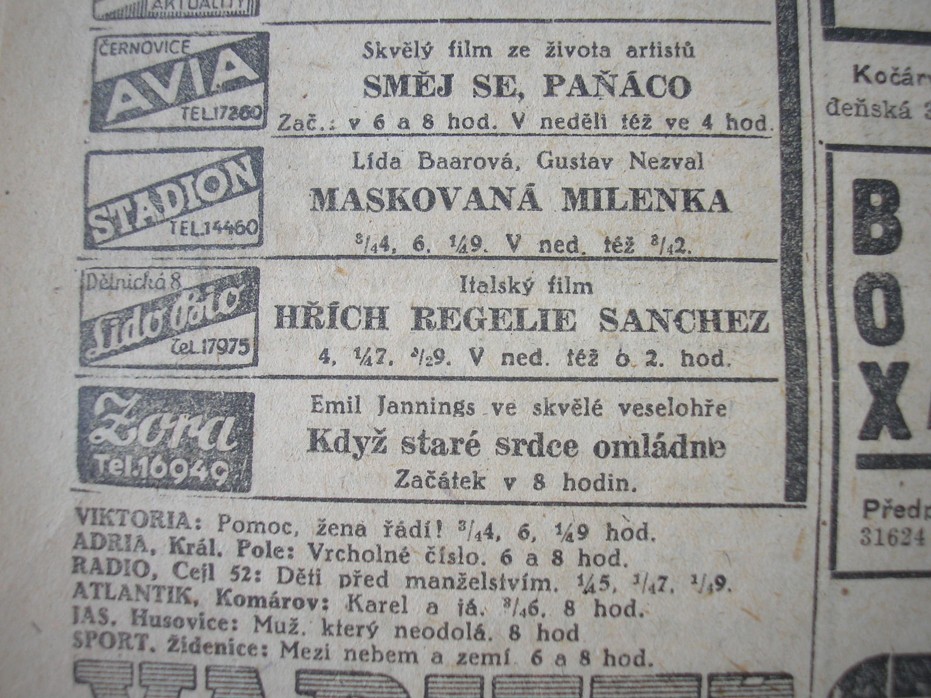 AKTUALITY
ČERNOVICE
AVIA
TEL.17260
Skvělý film ze života artistů
SMĚJ SE, PAŇÁCO
Zač.: v 6 a 8 hod. V neděli též ve 4 hod.
STADION
TEL.14460
Lída Baarová, Gustav Nezval
MASKOVANÁ MILENKA
¾4, 6, ¼9. V ned. též ¾2.
Dělnická 8
Lido Bio
Tel.17975
Italský film
HŘÍCH REGELIE SANCHEZ
4, ¼7, ½9. V ned. též o 2. hod.
Zora
Tel.16949
Emil Jannings ve skvělé veselohře
Když staré srdce omládne
Začátek v 8 hodin.
VIKTORIA: Pomoc, žena řádí! ¾4, 6, ¼9 hod.
ADRIA, Král. Pole: Vrcholné číslo. 6 a 8 hod.
RADIO, Cejl 52: Děti před manželstvím. ¼5, ¼7, ¼9.
ATLANTIK, Komárov: Karel a já. ¾6, 8 hod.
JAS, Husovice: Muž, který neodolá. 8 hod
SPORT, Židenice: Mezi nebem a zemí 6 a 8 hod.
Kočár
deňská 3
BOX
Předp
31624